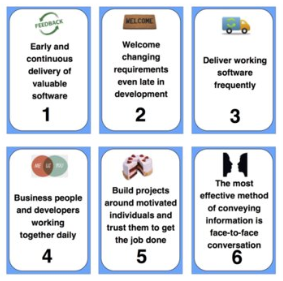 FEEDBACK
Early and
continuous
delivery of
valuable
software
1
WELCOME
Welcome
changing
requirements
even late in
development
2
Deliver working
software
frequently
3
Business people
and developers
working
together daily
4
Build projects
around motivated
individuals and
trust them to get
the job done
5
The most
effective method
of conveying
information is
face-to-face
conversation
6